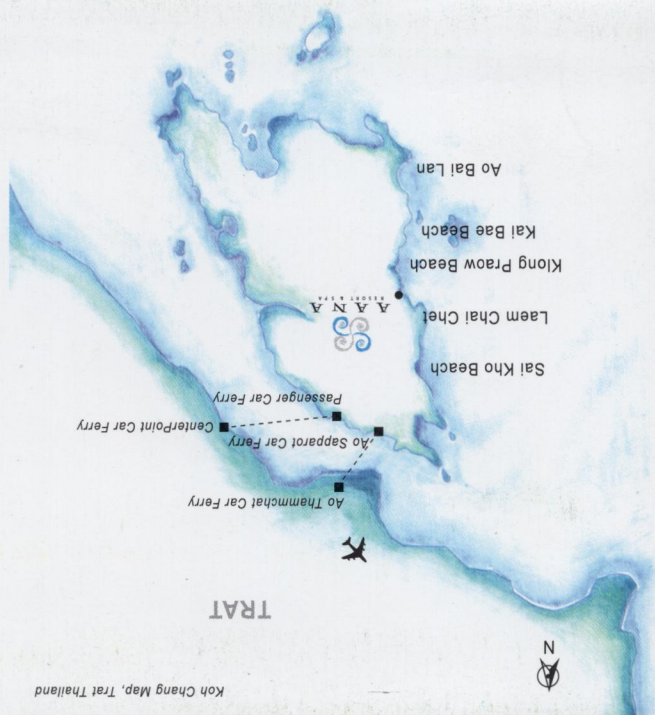 Koh Chang Map, Trat Thailand
N
TRAT
Ao Thammchat Car Ferry
Ao Sapparot Car Ferry
CenterPoint Car Ferry
Passenger Car Ferry
Sai Kho Beach
Laem Chai Chet
AANA
RESORT & SPA
Klong Praow Beach
Kai Bae Beach
Ao Bai Lan